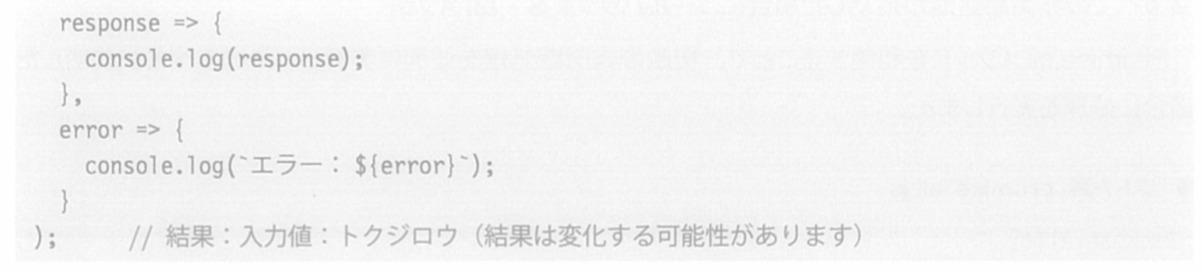 response => {
console.log(response);
},
error => {
console.log(`エラー： ${error}`);
}
);　　// 結果：入力値：トクジロウ（結果は変化する可能性があります）